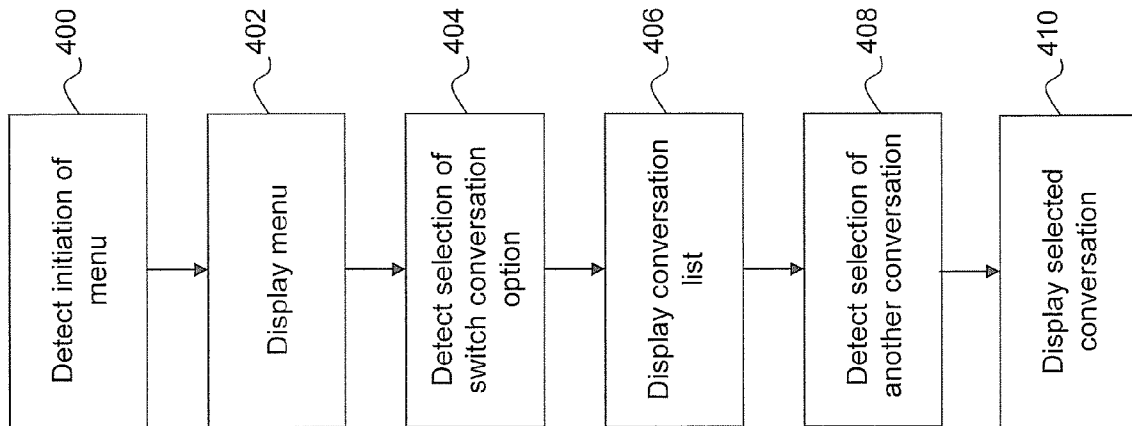 400
Detect initiation of
menu
402
Display menu
404
Detect selection of
switch conversation
option
406
Display conversation
list
408
Detect selection of
another conversation
410
Display selected
conversation